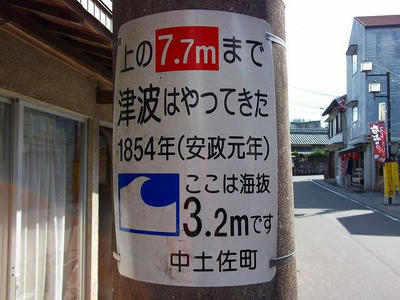 上の7.7mまで
津波はやってきた
1854年(安政元年)
ここは海抜
3.2mです
中土佐町